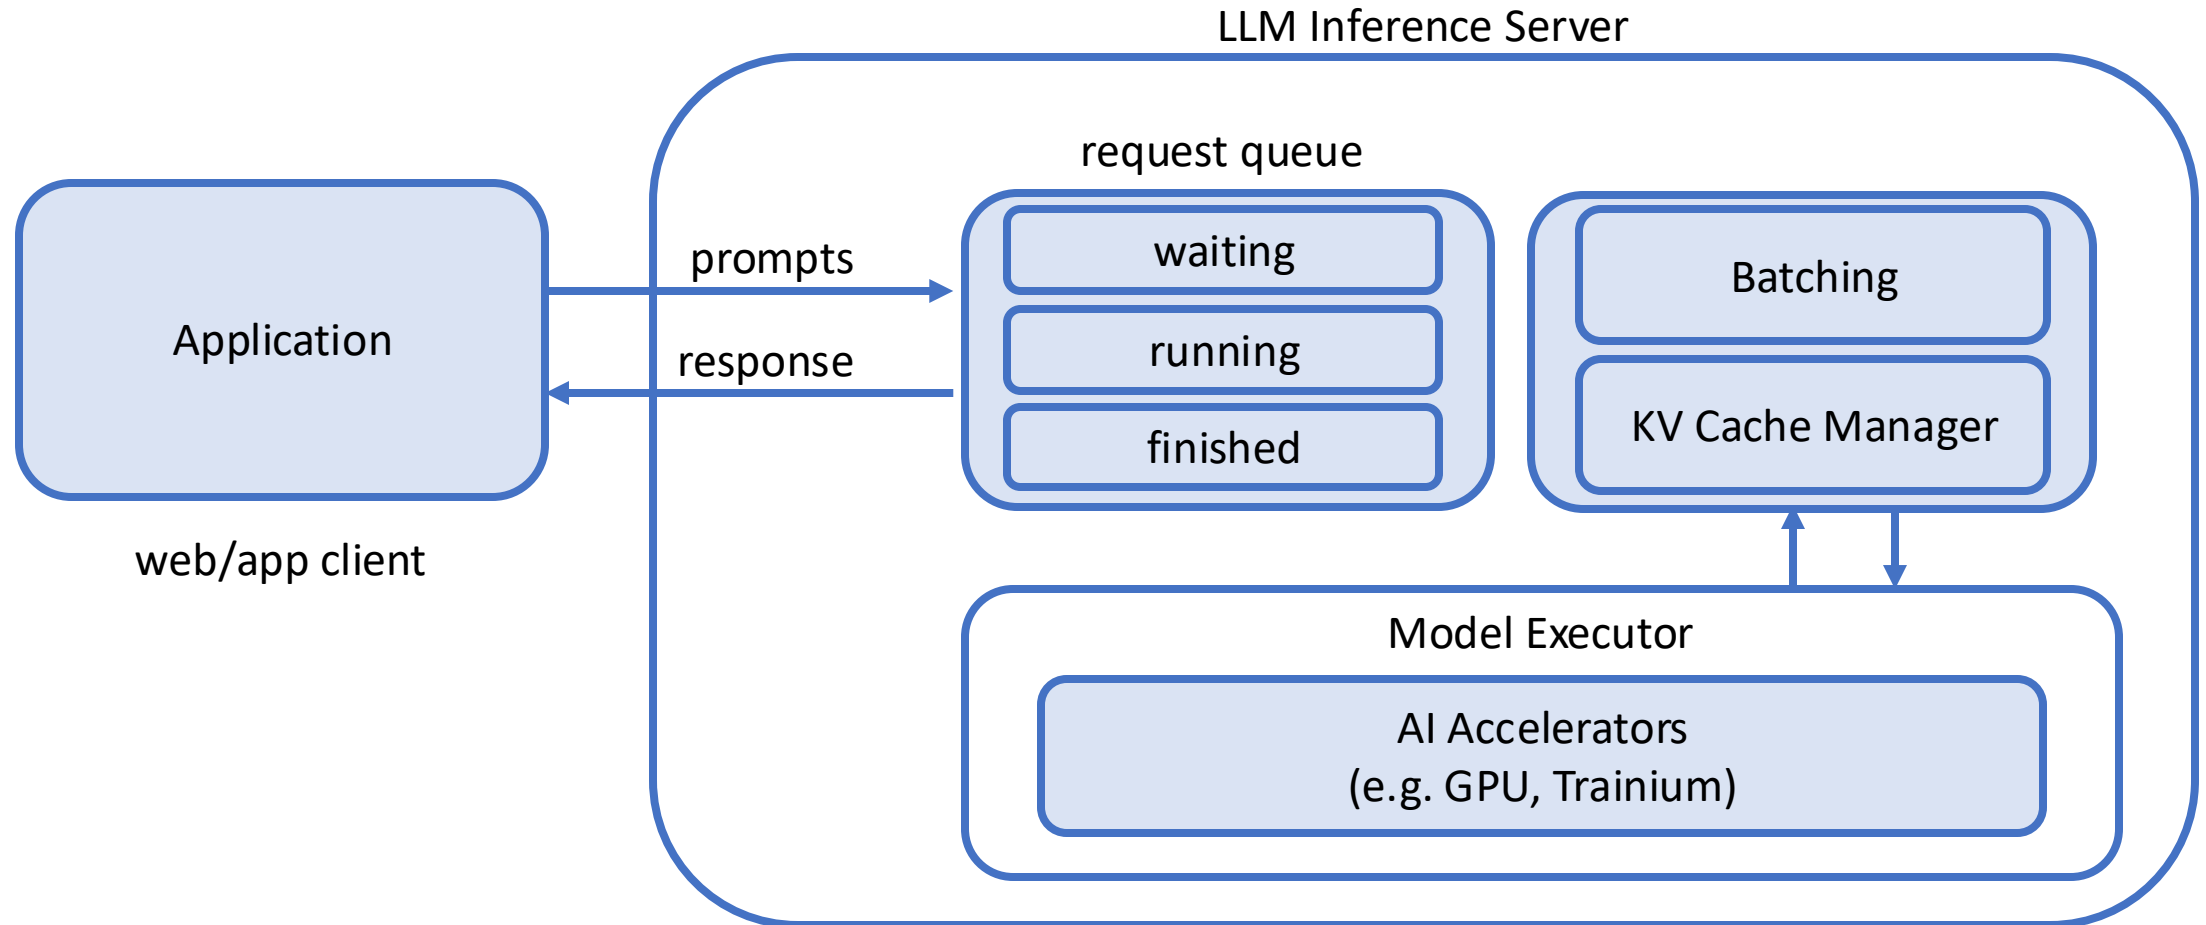 LLM Inference Server
request queue
waiting
running
finished
Batching
KV Cache Manager
prompts
response
Application
web/app client
Model Executor
AI Accelerators
(e.g. GPU, Trainium)